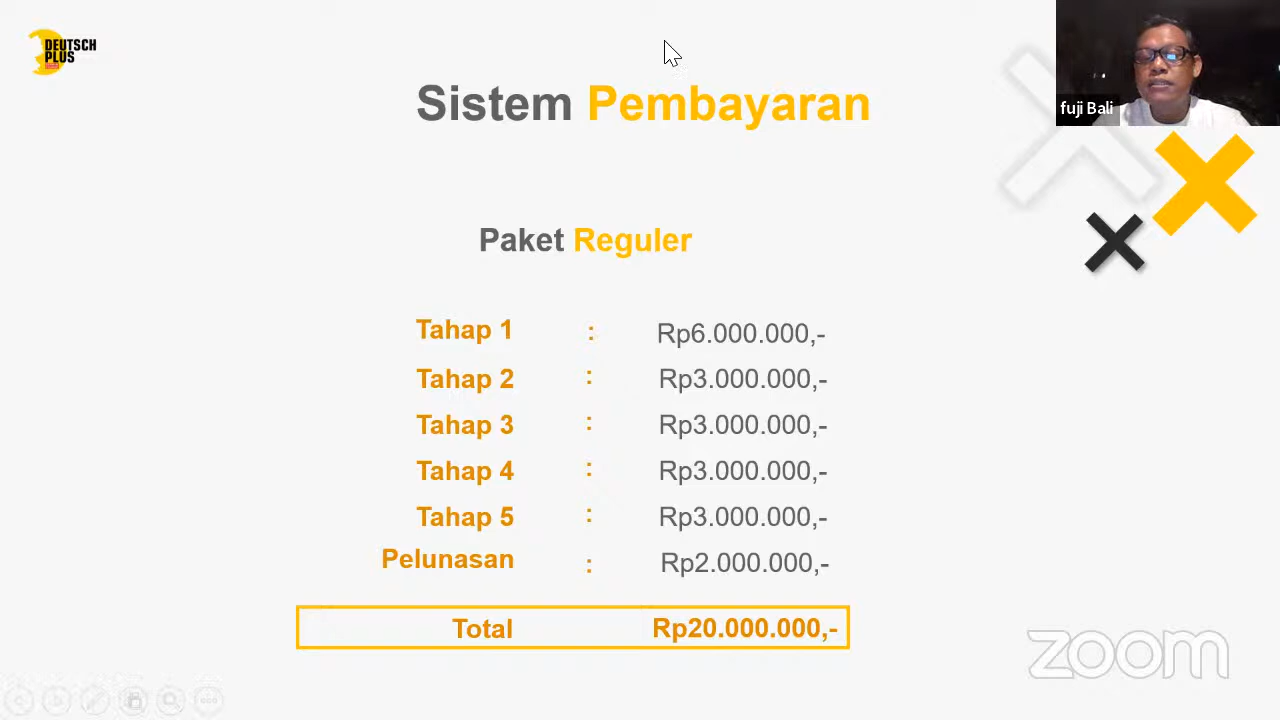 DEUTSCH
PLUS
fuji Bali
Sistem Pembayaran
Paket Reguler
Tahap 1 : Rp6.000.000,-
Tahap 2 : Rp3.000.000,-
Tahap 3 : Rp3.000.000,-
Tahap 4 : Rp3.000.000,-
Tahap 5 : Rp3.000.000,-
Pelunasan : Rp2.000.000,-
Total Rp20.000.000,-
zoom